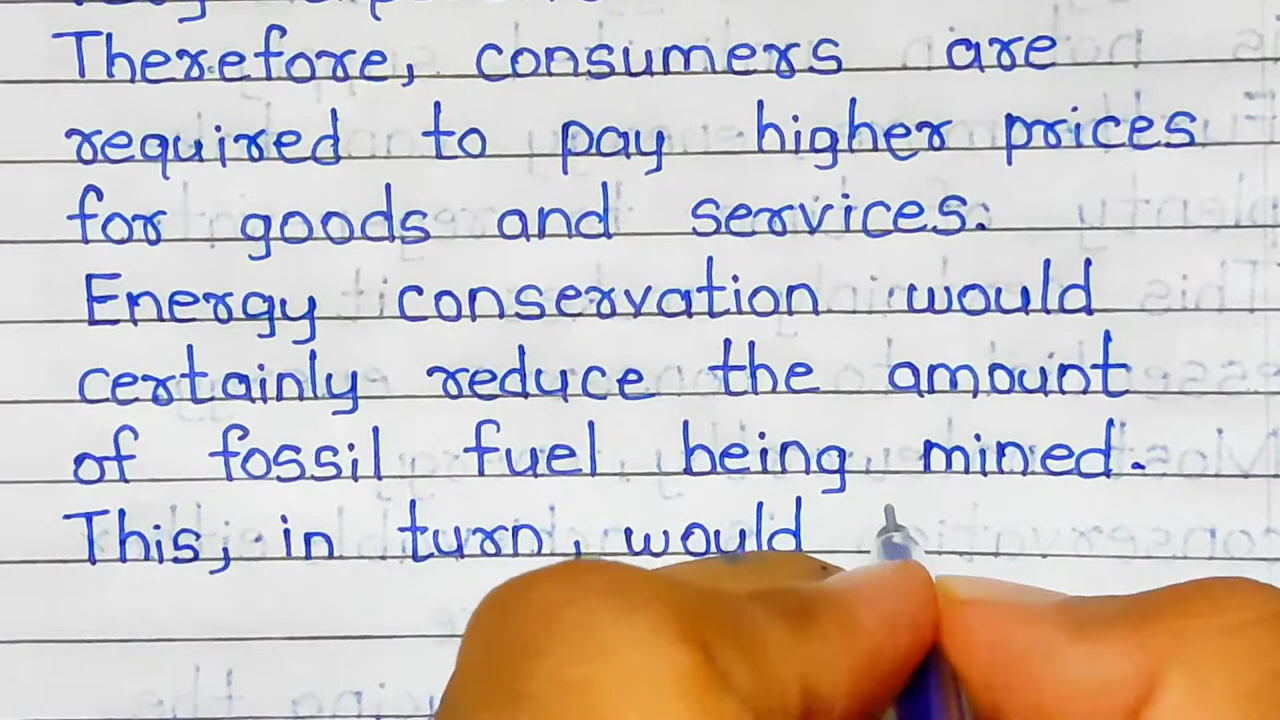 Therefore, consumers are
required to pay higher prices
for goods and services.
Energy conservation would
certainly reduce the amount
of fossil fuel being mined.
This, in turn, would